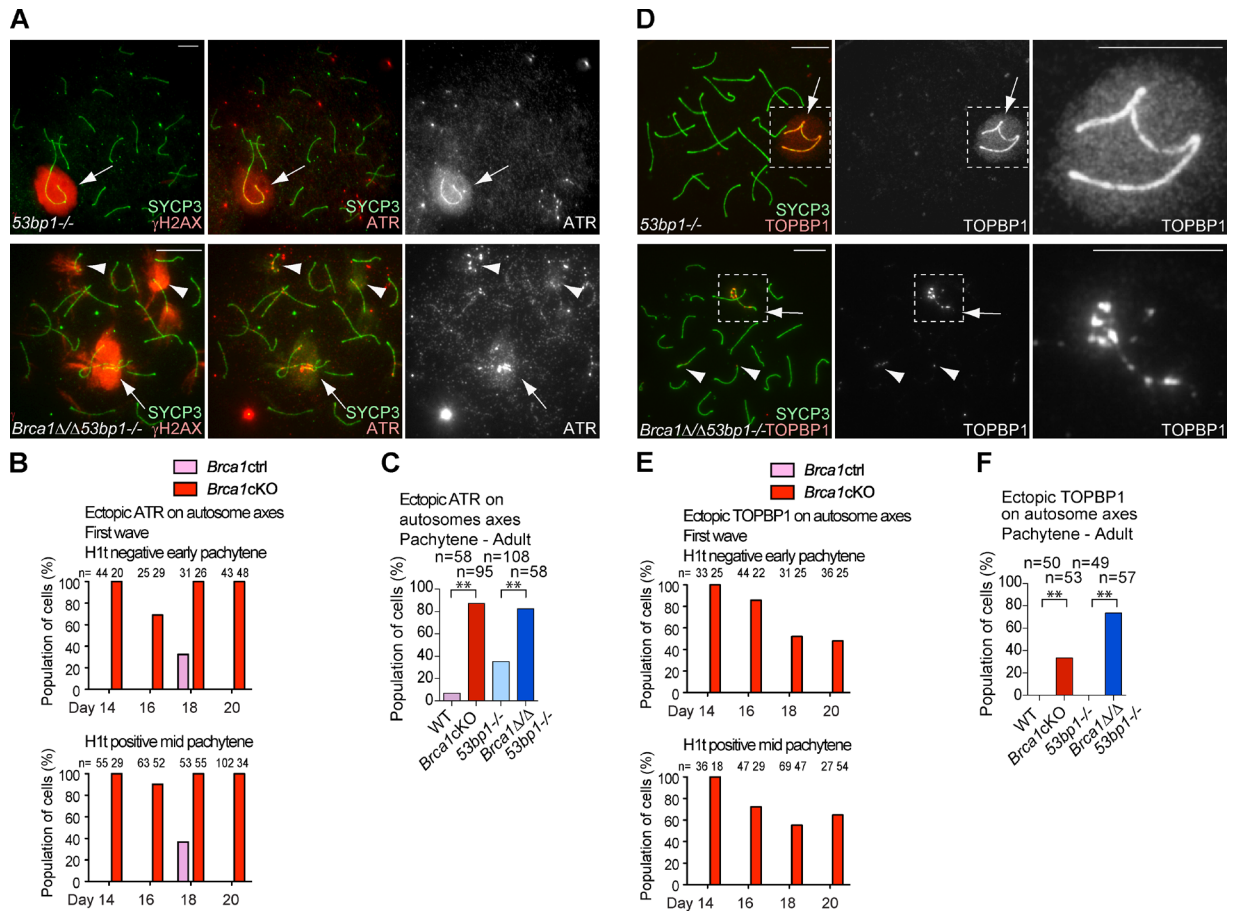 A
53bp1-/-
SYCP3
γH2AX
SYCP3
ATR
ATR
Brca1Δ/Δ53bp1-/-
SYCP3
γH2AX
SYCP3
ATR
ATR
B
Brca1ctrl
Brca1cKO
Ectopic ATR on autosome axes
First wave
H1t negative early pachytene
n= 44 20 25 29 31 26 43 48
Population of cells (%)
100
80
60
40
20
0
Day 14 16 18 20
H1t positive mid pachytene
n= 55 29 63 52 53 55 102 34
Population of cells (%)
100
80
60
40
20
0
Day 14 16 18 20
C
Ectopic ATR on
autosomes axes
Pachytene - Adult
n=58 n=108
n=95 n=58
** **
Population of cells (%)
100
80
60
40
20
0
WT
Brca1cKO
53bp1-/-
Brca1Δ/Δ
53bp1-/-
D
53bp1-/-
SYCP3
TOPBP1
TOPBP1
TOPBP1
Brca1Δ/Δ53bp1-/-
SYCP3
TOPBP1
TOPBP1
TOPBP1
E
Brca1ctrl
Brca1cKO
Ectopic TOPBP1 on autosome axes
First wave
H1t negative early pachytene
n= 33 25 44 22 31 25 36 25
Population of cells (%)
100
80
60
40
20
0
Day 14 16 18 20
H1t positive mid pachytene
n= 36 18 47 29 69 47 27 54
Population of cells (%)
100
80
60
40
20
0
Day 14 16 18 20
F
Ectopic TOPBP1
on autosome axes
Pachytene - Adult
n=50 n=49
n=53 n=57
** **
Population of cells (%)
100
80
60
40
20
0
WT
Brca1cKO
53bp1-/-
Brca1Δ/Δ
53bp1-/-